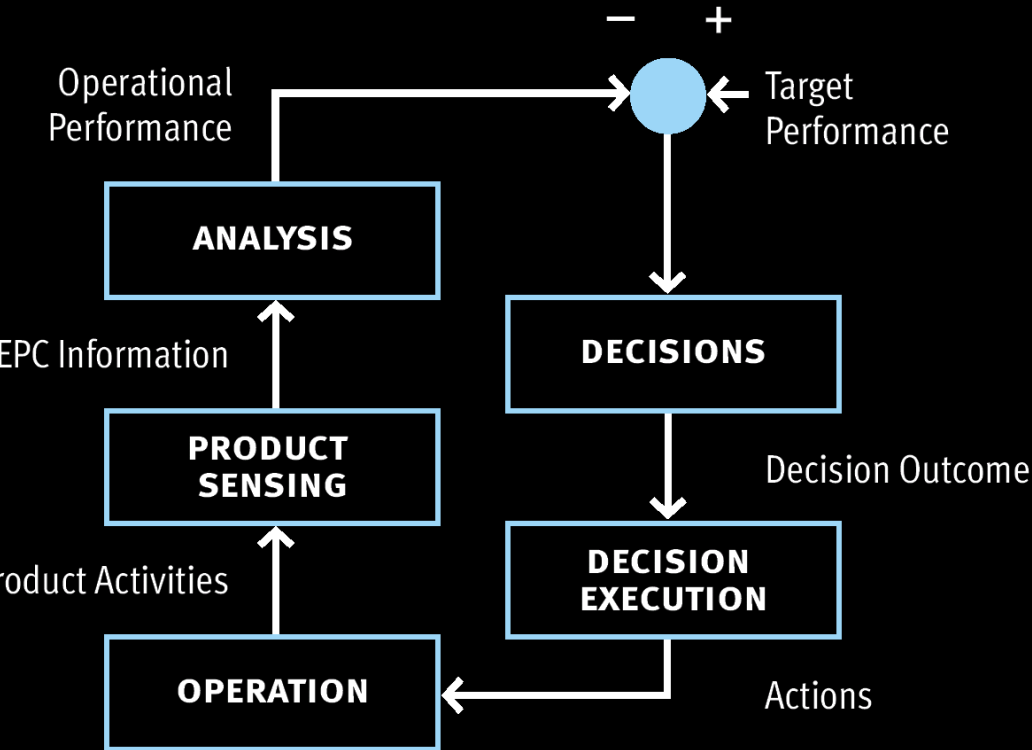 − +
Operational
Performance
Target
Performance
ANALYSIS
EPC Information
DECISIONS
PRODUCT
SENSING
Decision Outcome
roduct Activities
DECISION
EXECUTION
OPERATION
Actions